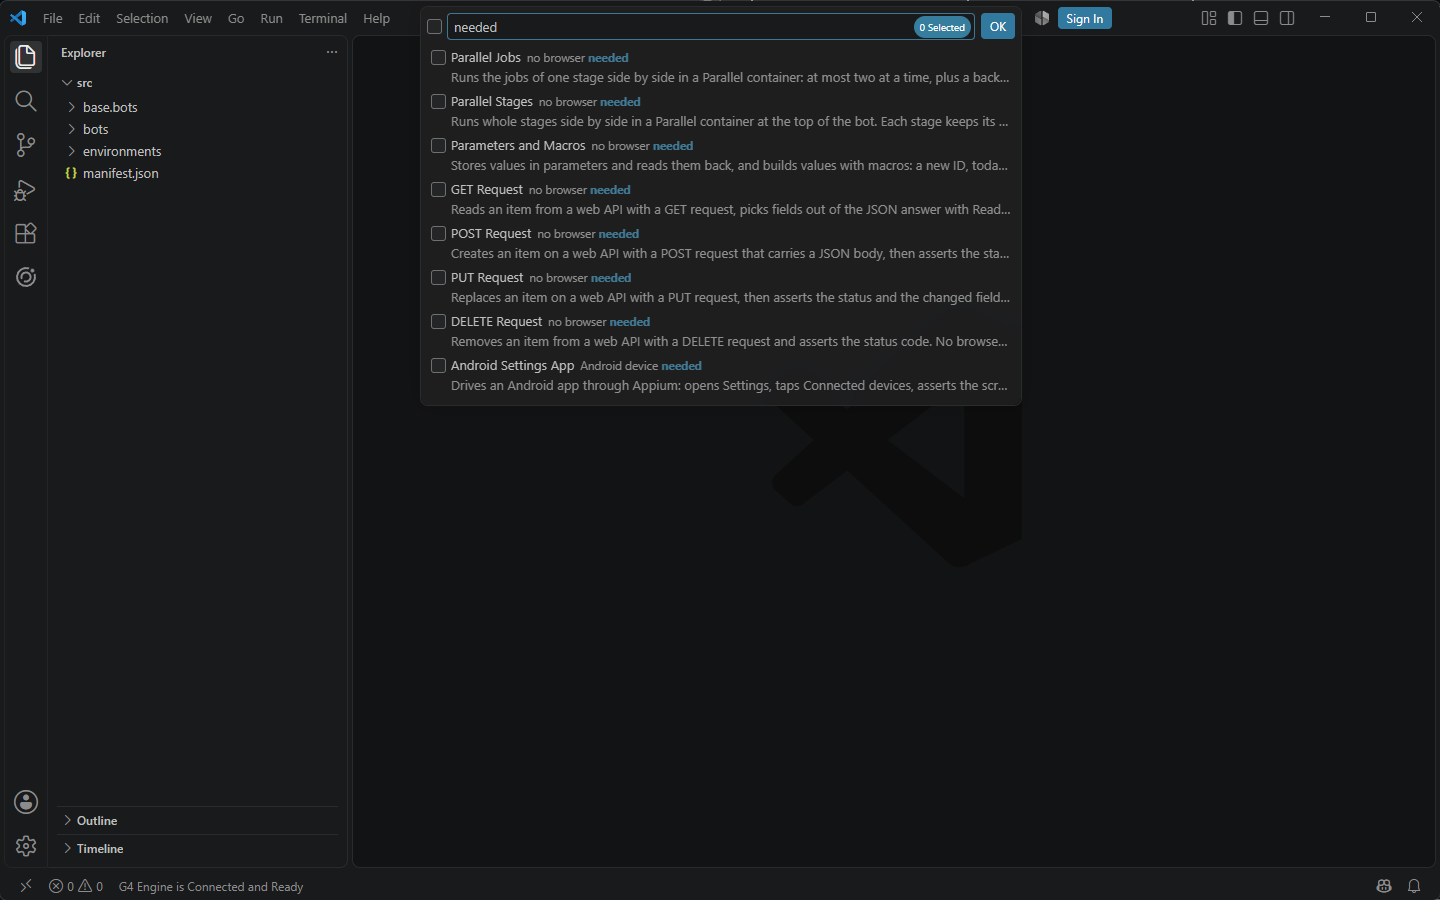 File Edit Selection View Go Run Terminal Help
needed
0 Selected
OK
Sign In
Explorer
src
base.bots
bots
environments
manifest.json
Parallel Jobs no browser needed
Runs the jobs of one stage side by side in a Parallel container: at most two at a time, plus a back...
Parallel Stages no browser needed
Runs whole stages side by side in a Parallel container at the top of the bot. Each stage keeps its ...
Parameters and Macros no browser needed
Stores values in parameters and reads them back, and builds values with macros: a new ID, toda...
GET Request no browser needed
Reads an item from a web API with a GET request, picks fields out of the JSON answer with Read...
POST Request no browser needed
Creates an item on a web API with a POST request that carries a JSON body, then asserts the sta...
PUT Request no browser needed
Replaces an item on a web API with a PUT request, then asserts the status and the changed field...
DELETE Request no browser needed
Removes an item from a web API with a DELETE request and asserts the status code. No browse...
Android Settings App Android device needed
Drives an Android app through Appium: opens Settings, taps Connected devices, asserts the scr...
Outline
Timeline
0 0 G4 Engine is Connected and Ready